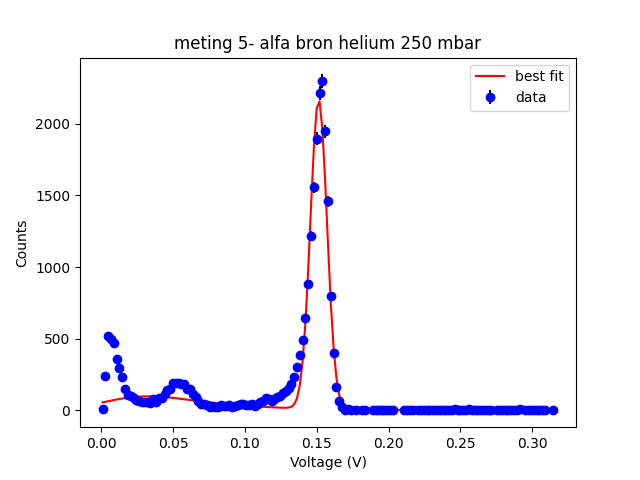 meting 5- alfa bron helium 250 mbar
best fit
data
Counts
2000
1500
1000
500
0
0.00 0.05 0.10 0.15 0.20 0.25 0.30
Voltage (V)